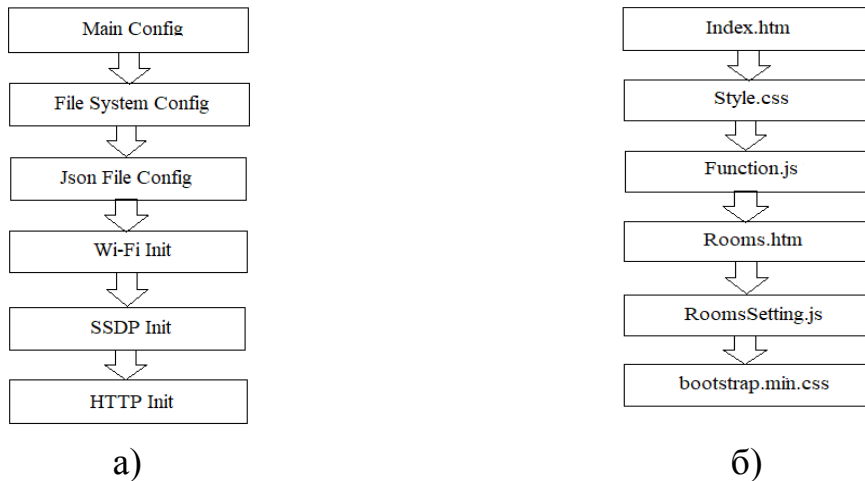 Main Config
File System Config
Json File Config
Wi-Fi Init
SSDP Init
HTTP Init
а)
Index.htm
Style.css
Function.js
Rooms.htm
RoomsSetting.js
bootstrap.min.css
б)